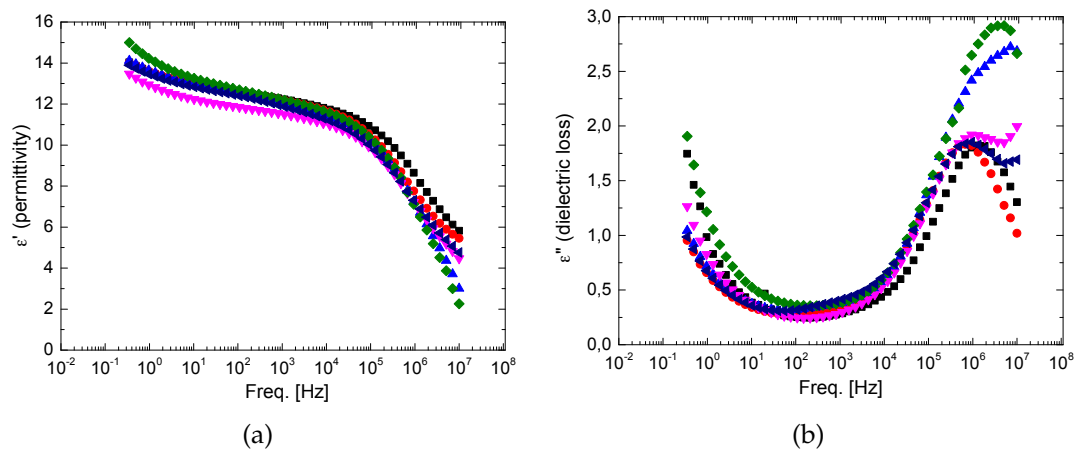 16
14
12
10
8
6
4
2
0
10⁻² 10⁻¹ 10⁰ 10¹ 10² 10³ 10⁴ 10⁵ 10⁶ 10⁷ 10⁸
Freq. [Hz]
ε' (permittivity)
(a)
3,0
2,5
2,0
1,5
1,0
0,5
0,0
10⁻² 10⁻¹ 10⁰ 10¹ 10² 10³ 10⁴ 10⁵ 10⁶ 10⁷ 10⁸
Freq. [Hz]
ε'' (dielectric loss)
(b)